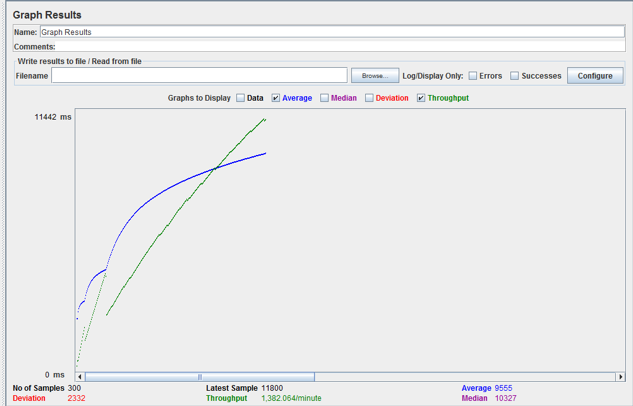 Graph Results
Name: Graph Results
Comments:
Write results to file / Read from file
Filename Browse... Log/Display Only: Errors Successes Configure
Graphs to Display Data Average Median Deviation Throughput
11442 ms
0 ms
No of Samples 300 Latest Sample 11800 Average 9555
Deviation 2332 Throughput 1,382.064/minute Median 10327